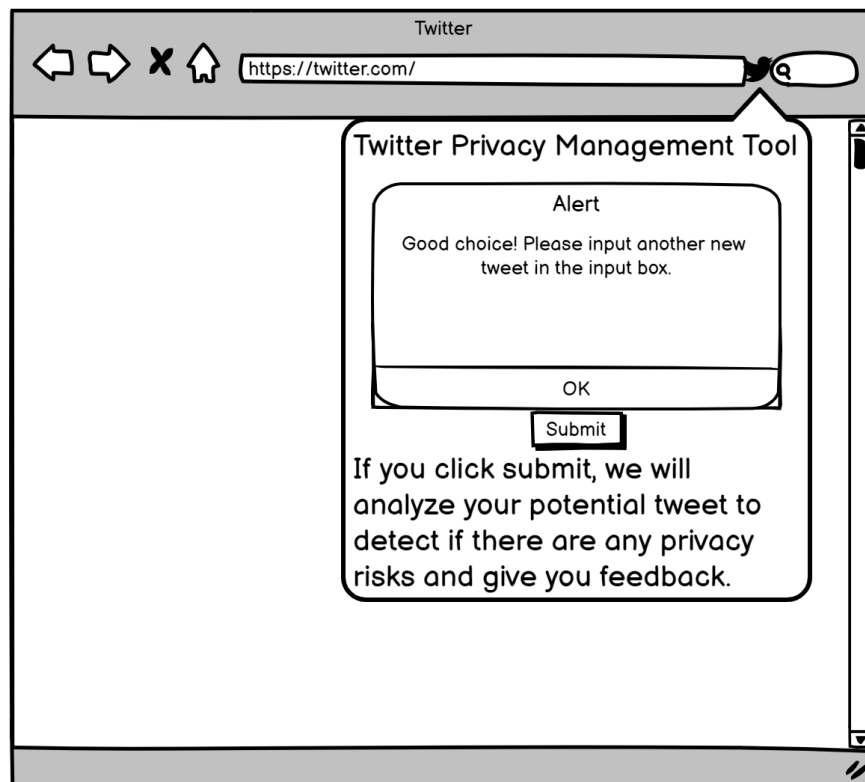 Twitter
https://twitter.com/
Twitter Privacy Management Tool
Alert
Good choice! Please input another new
tweet in the input box.
OK
Submit
If you click submit, we will
analyze your potential tweet to
detect if there are any privacy
risks and give you feedback.